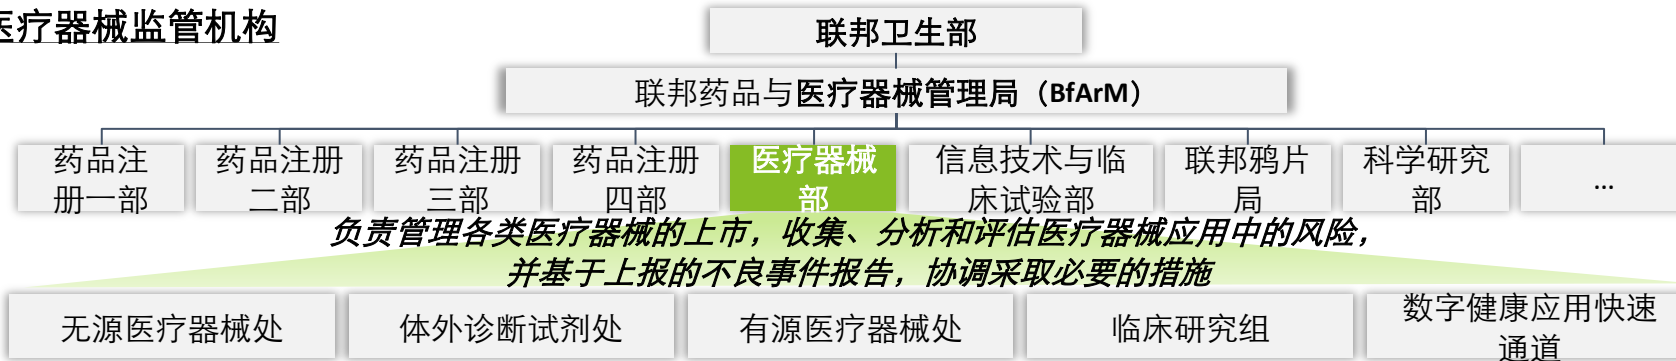 医疗器械监管机构
联邦卫生部
联邦药品与医疗器械管理局（BfArM）
药品注
册一部
药品注册
二部
药品注册
三部
药品注册
四部
医疗器械
部
信息技术与临
床试验部
联邦鸦片
局
科学研究
部
...
负责管理各类医疗器械的上市，收集、分析和评估医疗器械应用中的风险，
并基于上报的不良事件报告，协调采取必要的措施
无源医疗器械处
体外诊断试剂处
有源医疗器械处
临床研究组
数字健康应用快速
通道